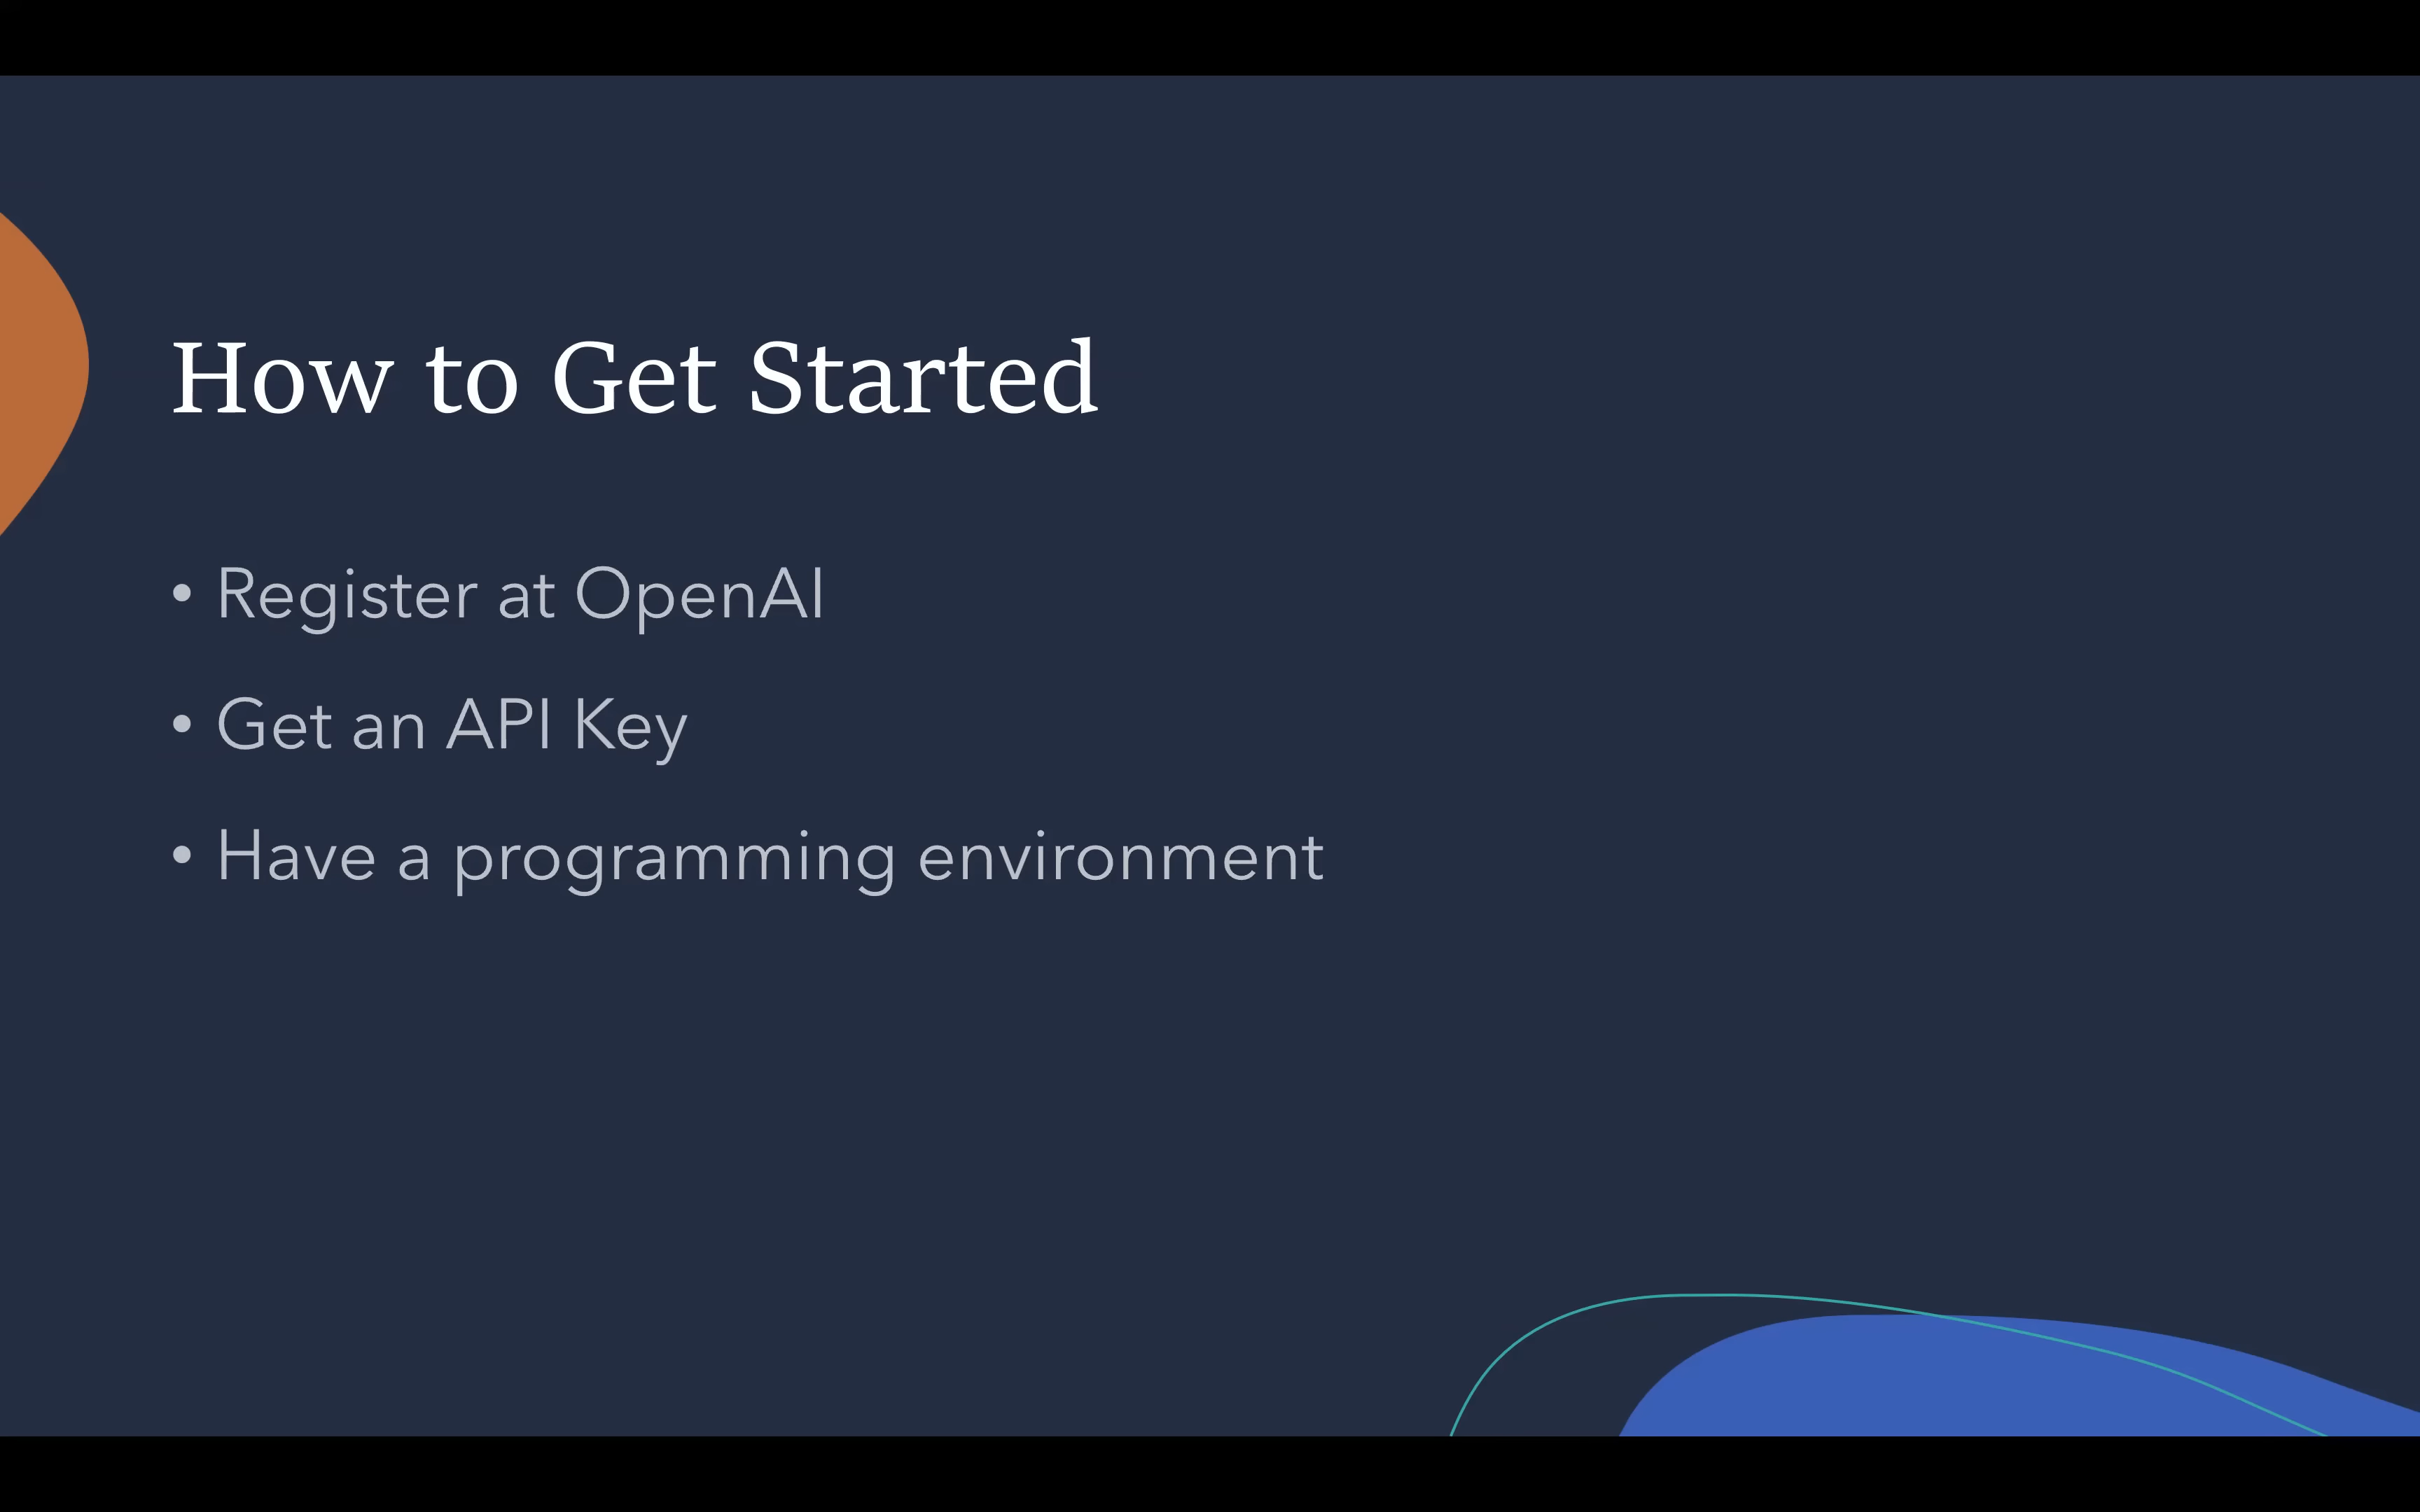 How to Get Started
• Register at OpenAI
• Get an API Key
• Have a programming environment